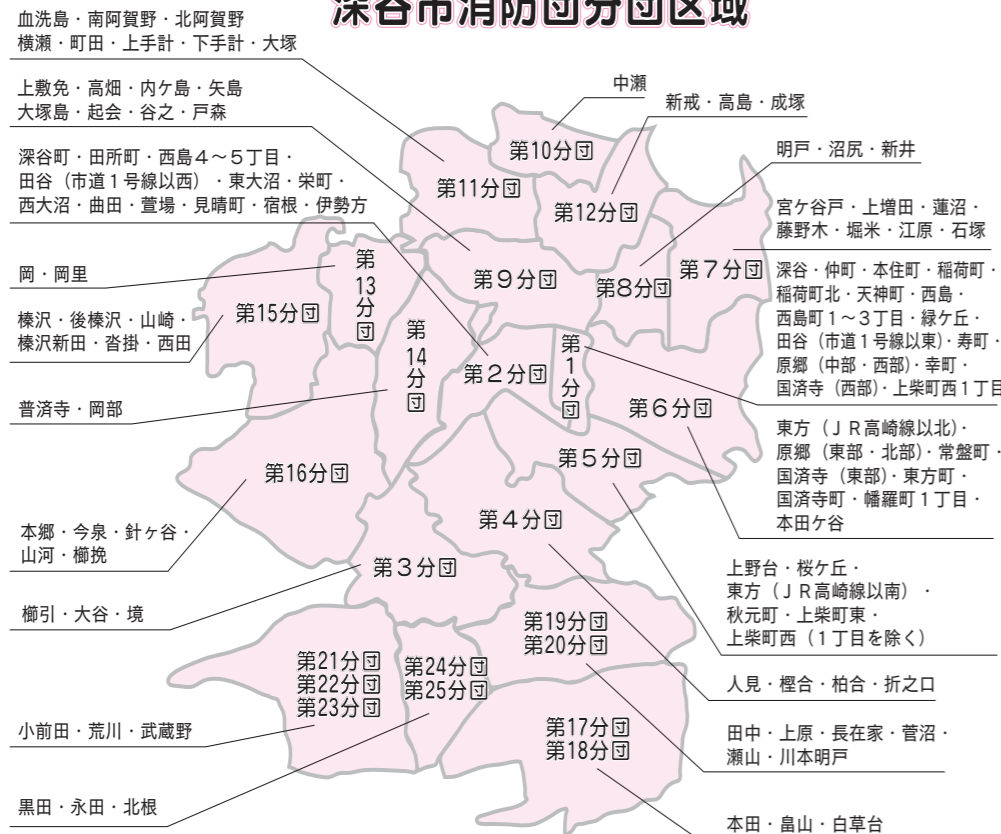 深谷市消防団分団区域
血洗島・南阿賀野・北阿賀野
横瀬・町田・上手計・下手計・大塚
上敷免・高畑・内ケ島・矢島
大塚島・起会・谷之・戸森
深谷町・田所町・西島４～５丁目・
田谷（市道１号線以西）・東大沼・栄町・
西大沼・曲田・萱場・見晴町・宿根・伊勢方
岡・岡里
榛沢・後榛沢・山崎・
榛沢新田・沓掛・西田
普済寺・岡部
本郷・今泉・針ヶ谷・
山河・櫛挽
櫛引・大谷・境
小前田・荒川・武蔵野
黒田・永田・北根
中瀬
新戒・高島・成塚
明戸・沼尻・新井
宮ケ谷戸・上増田・蓮沼・
藤野木・堀米・江原・石塚
深谷・仲町・本住町・稲荷町・
稲荷町北・天神町・西島・
西島町１～３丁目・緑ケ丘・
田谷（市道１号線以東）・寿町・
原郷（中部・西部）・幸町・
国済寺（西部）・上柴町西１丁目
東方（ＪＲ高崎線以北）・
原郷（東部・北部）・常盤町・
国済寺（東部）・東方町・
国済寺町・幡羅町１丁目・
本田ケ谷
上野台・桜ケ丘・
東方（ＪＲ高崎線以南）・
秋元町・上柴町東・
上柴町西（１丁目を除く）
人見・樫合・柏合・折之口
田中・上原・長在家・菅沼・
瀬山・川本明戸
本田・畠山・白草台
第10分団
第11分団
第12分団
第９分団
第８分団
第７分団
第13分団
第15分団
第14分団
第２分団
第１分団
第６分団
第５分団
第16分団
第４分団
第３分団
第19分団
第20分団
第21分団
第22分団
第23分団
第24分団
第25分団
第17分団
第18分団